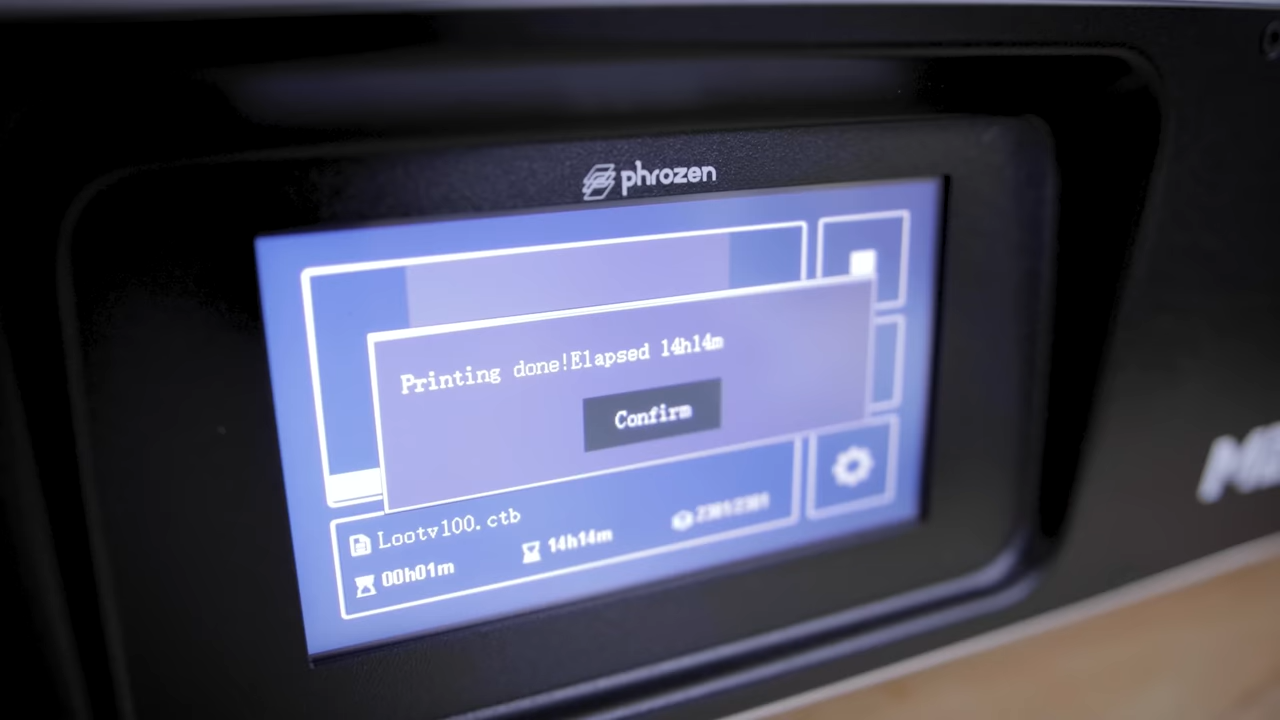 phrozen
Printing done!Elapsed 14h14m
Confirm
Lootv100.ctb
00h01m
14h14m